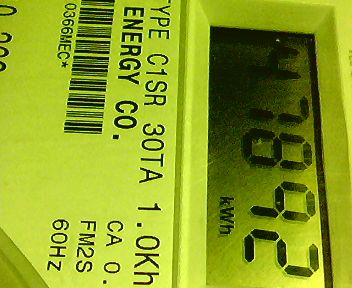 47892
kWh
TYPE C1SR 30TA 1.0Kh
ENERGY CO.
CA 0.
FM2S
0366MEC*
60Hz